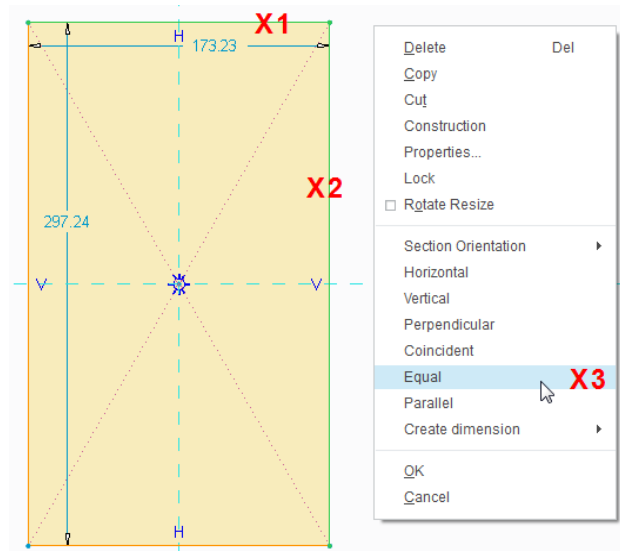 X1
H
173.23
X2
297.24
V
V
H
Delete Del
Copy
Cut
Construction
Properties...
Lock
Rotate Resize
Section Orientation
Horizontal
Vertical
Perpendicular
Coincident
Equal X3
Parallel
Create dimension
OK
Cancel